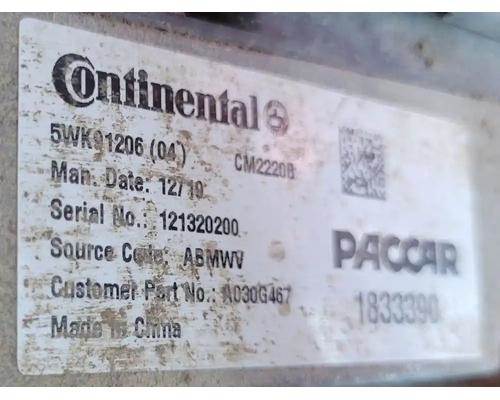 Continental
5WK91206 (04) CM2220B
Man. Date: 12/10
Serial No.: 121320200
Source Code: ABMWV
PACCAR
Customer Part No.: A030G467
1833390
Made In China